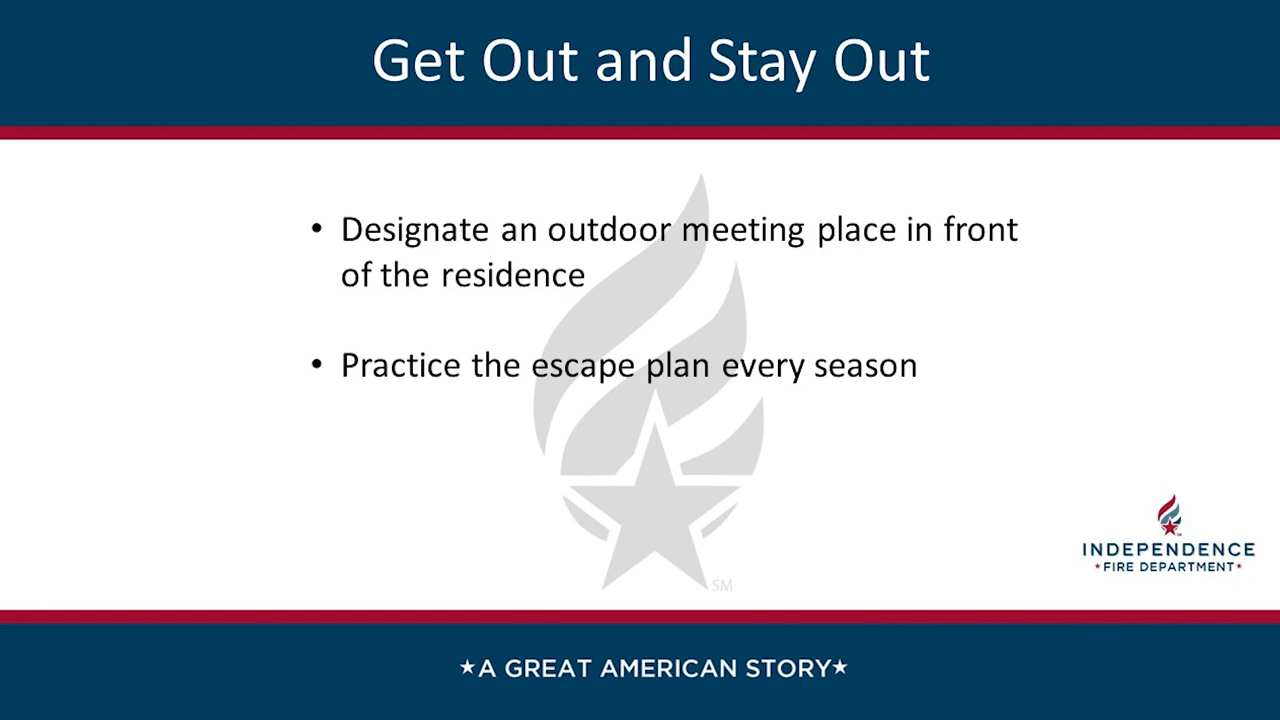 Get Out and Stay Out
• Designate an outdoor meeting place in front
of the residence
• Practice the escape plan every season
SM
INDEPENDENCE
★FIRE DEPARTMENT★
★A GREAT AMERICAN STORY★